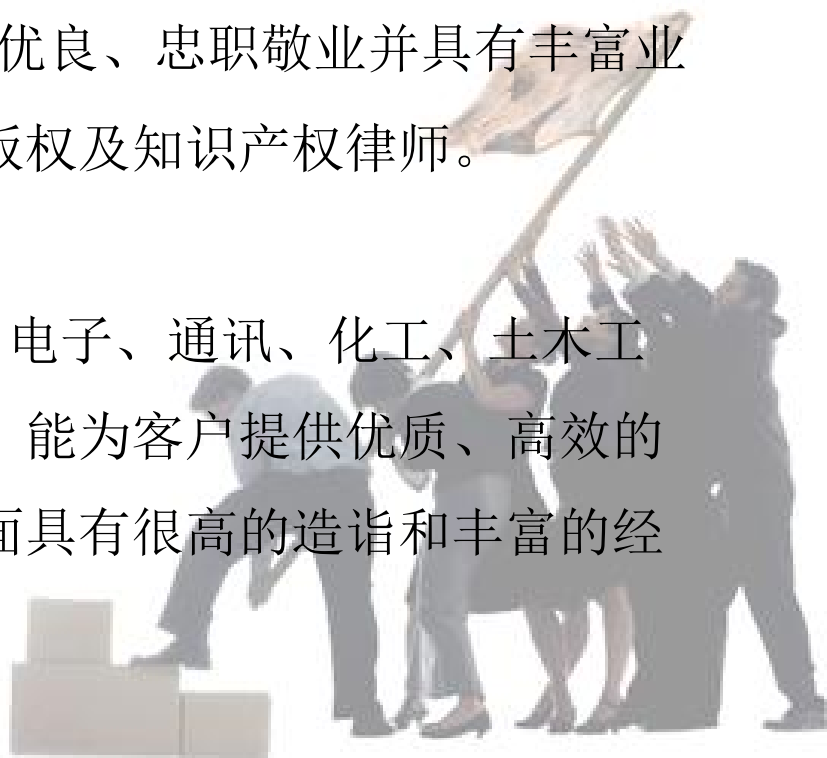 优良、忠职敬业并具有丰富业
版权及知识产权律师。
电子、通讯、化工、土木工
能为客户提供优质、高效的
面具有很高的造诣和丰富的经